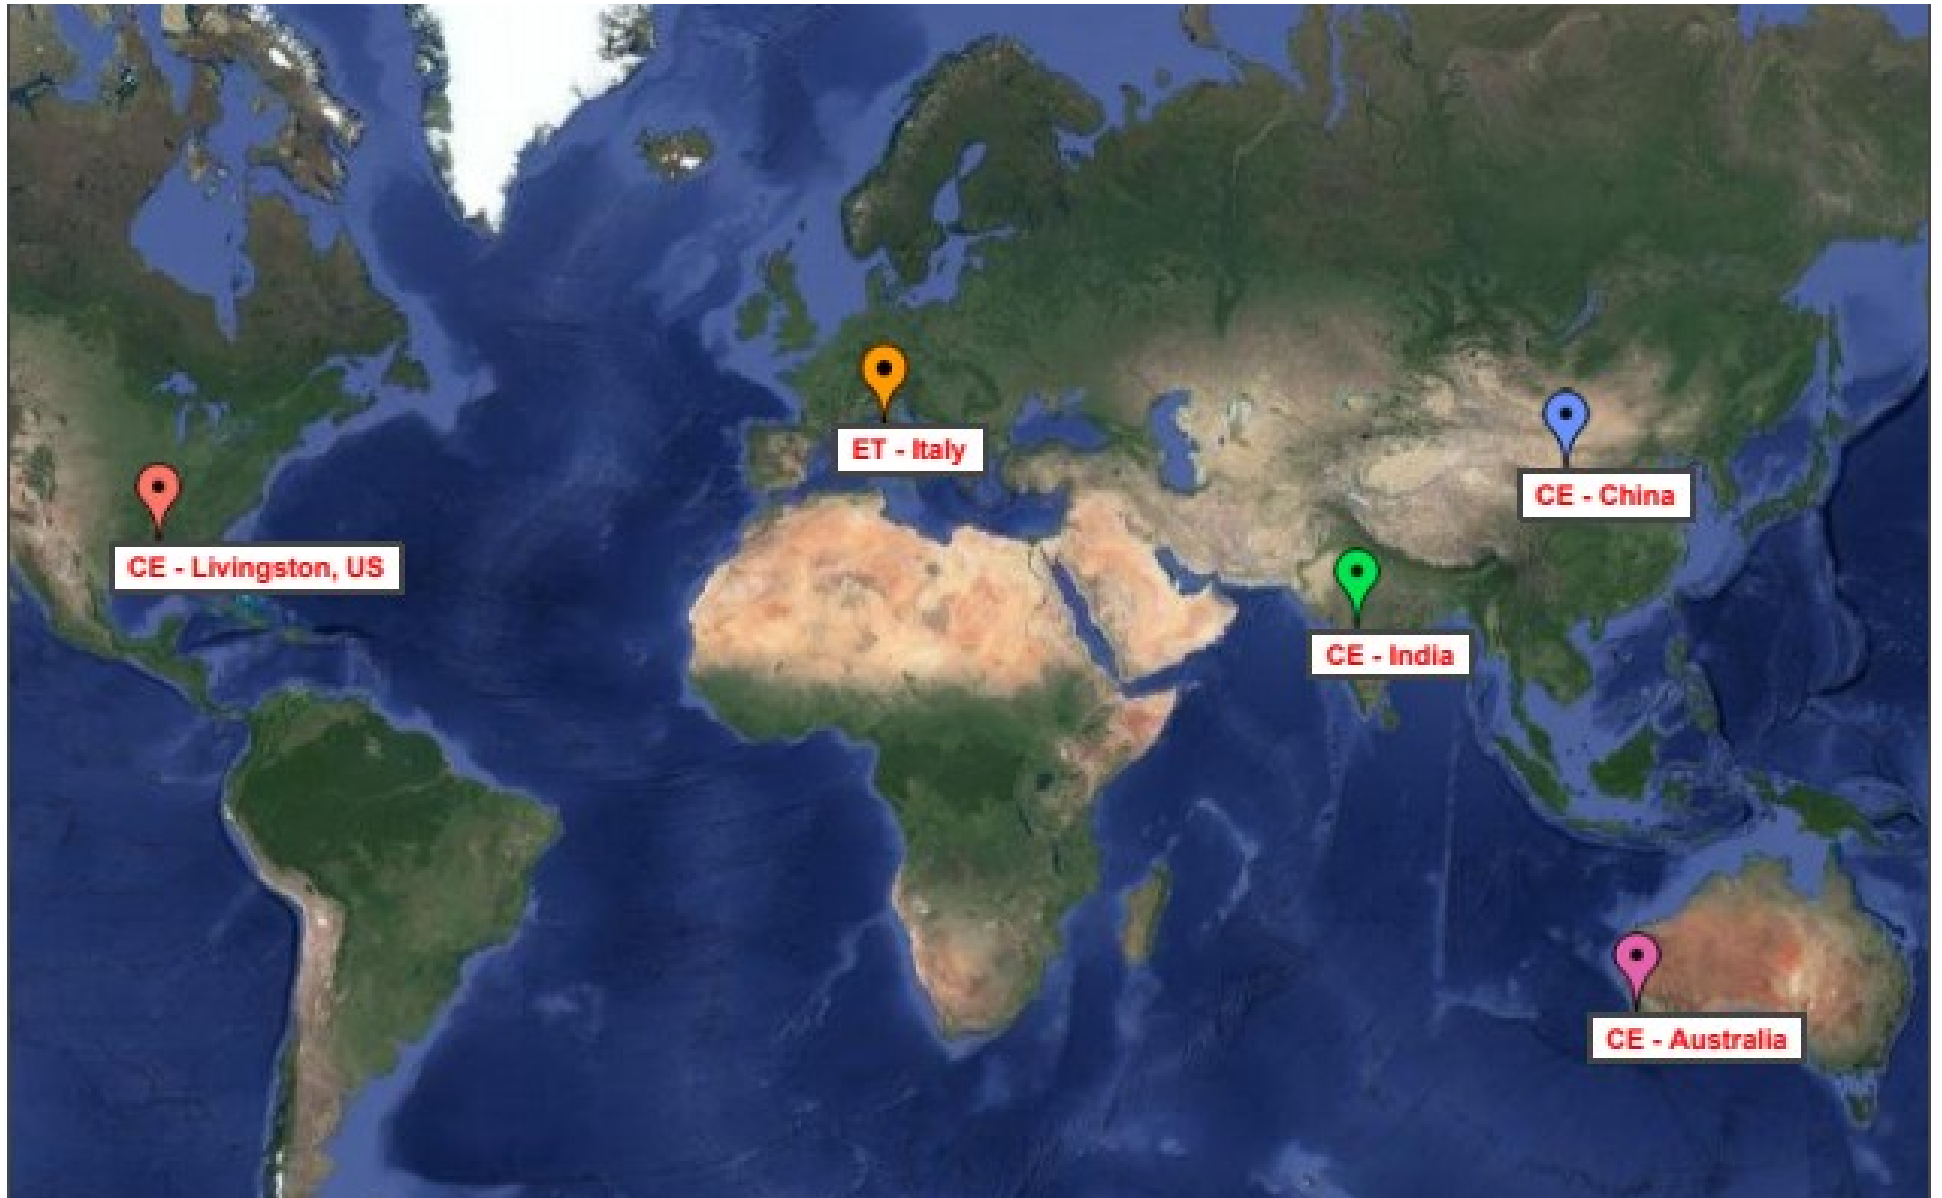 ET - Italy
CE - China
CE - Livingston, US
CE - India
CE - Australia